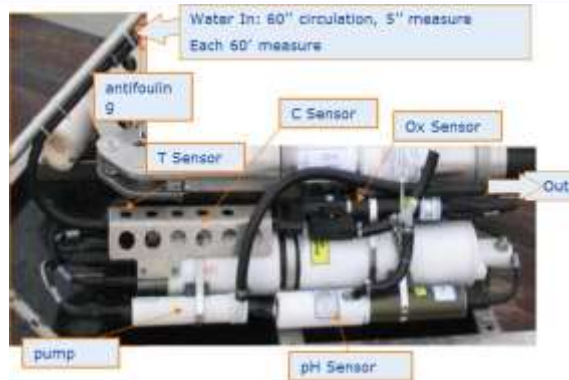 Water In: 60" circulation, 5" measure
Each 60' measure
antifoulin
g
C Sensor
Ox Sensor
T Sensor
Out
pump
pH Sensor